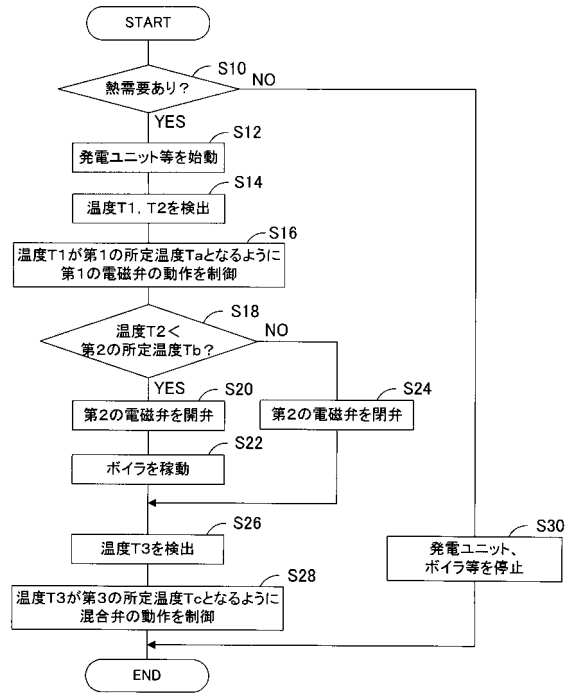 START
S10
熱需要あり?
NO
YES
S12
発電ユニット等を始動
S14
温度T1, T2を検出
S16
温度T1が第1の所定温度Taとなるように
第1の電磁弁の動作を制御
S18
温度T2<
第2の所定温度Tb?
NO
YES
S20
第2の電磁弁を開弁
S24
第2の電磁弁を閉弁
S22
ボイラを稼動
S26
温度T3を検出
S30
発電ユニット、
ボイラ等を停止
S28
温度T3が第3の所定温度Tcとなるように
混合弁の動作を制御
END